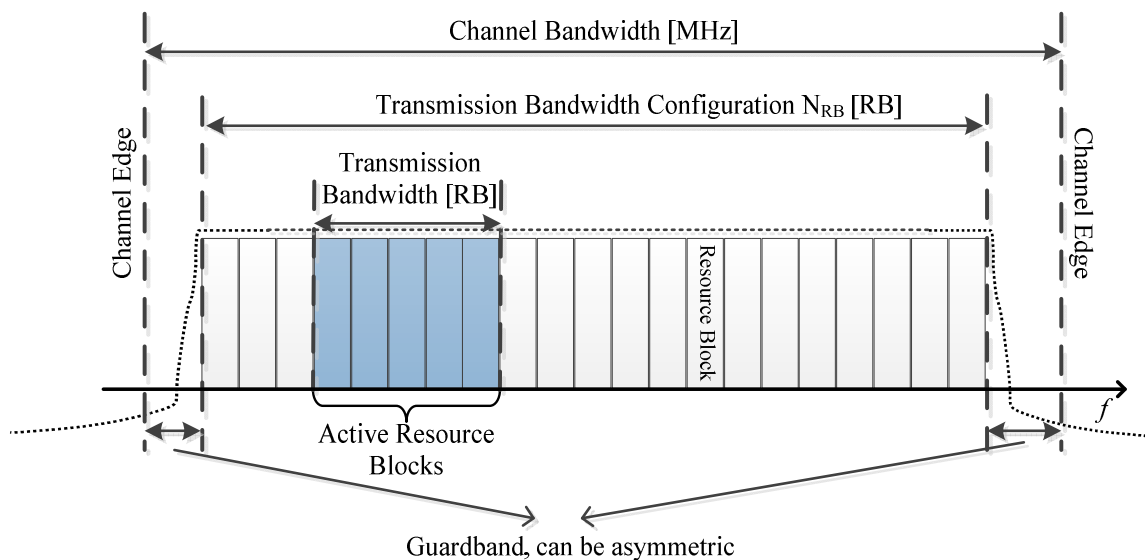 Channel Bandwidth [MHz]
Transmission Bandwidth Configuration N_RB [RB]
Channel Edge
Transmission
Bandwidth [RB]
Channel Edge
Resource Block
f
Active Resource
Blocks
Guardband, can be asymmetric